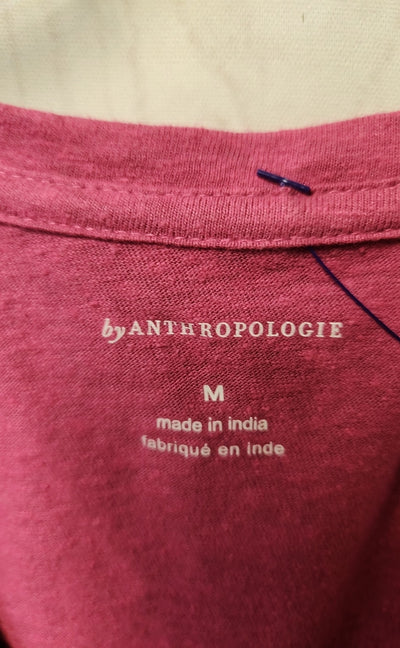 by ANTHROPOLOGIE
M
made in india
fabriqué en inde